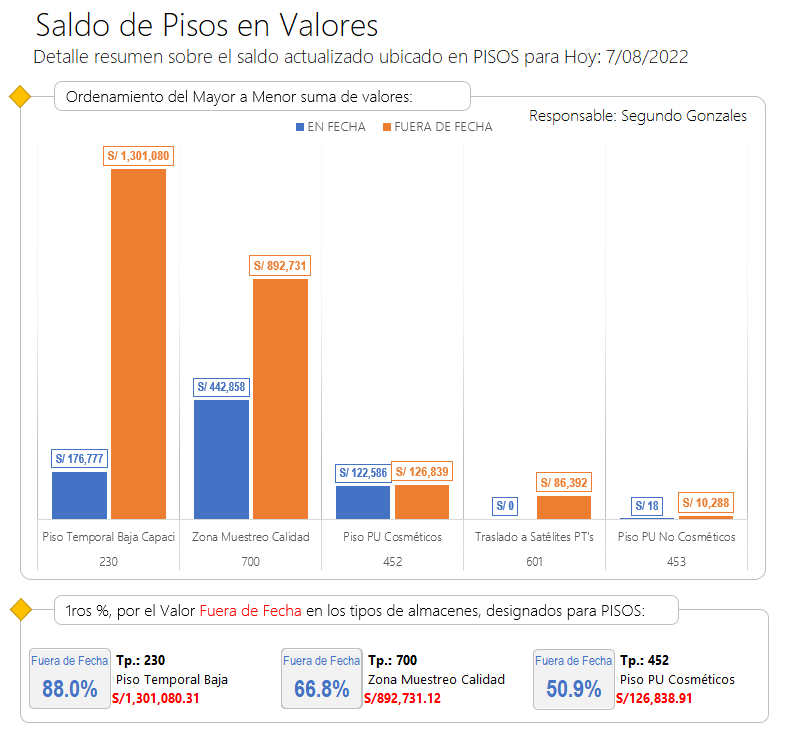 Saldo de Pisos en Valores
Detalle resumen sobre el saldo actualizado ubicado en PISOS para Hoy: 7/08/2022
Ordenamiento del Mayor a Menor suma de valores:
Responsable: Segundo Gonzales
EN FECHA FUERA DE FECHA
S/ 1,301,080
S/ 892,731
S/ 442,858
S/ 176,777
S/ 122,586 S/ 126,839
S/ 86,392
S/ 0
S/ 18
S/ 10,288
Piso Temporal Baja Capaci Zona Muestreo Calidad Piso PU Cosméticos Traslado a Satélites PT's Piso PU No Cosméticos
230 700 452 601 453
1ros %, por el Valor Fuera de Fecha en los tipos de almacenes, designados para PISOS:
Fuera de Fecha
88.0%
Tp.: 230
Piso Temporal Baja
S/1,301,080.31
Fuera de Fecha
66.8%
Tp.: 700
Zona Muestreo Calidad
S/892,731.12
Fuera de Fecha
50.9%
Tp.: 452
Piso PU Cosméticos
S/126,838.91